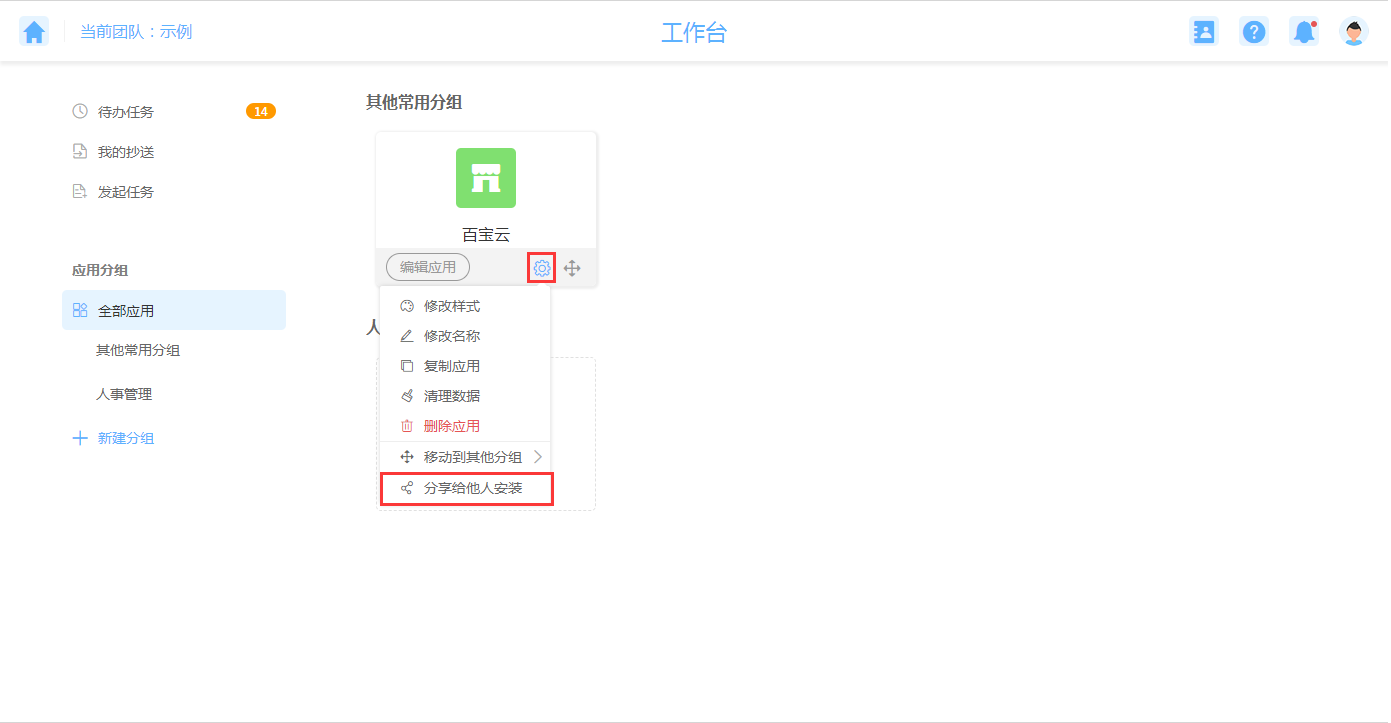 当前团队：示例
工作台
待办任务
14
我的抄送
发起任务
应用分组
全部应用
其他常用分组
人事管理
新建分组
其他常用分组
百宝云
编辑应用
人
修改样式
修改名称
复制应用
清理数据
删除应用
移动到其他分组
分享给他人安装